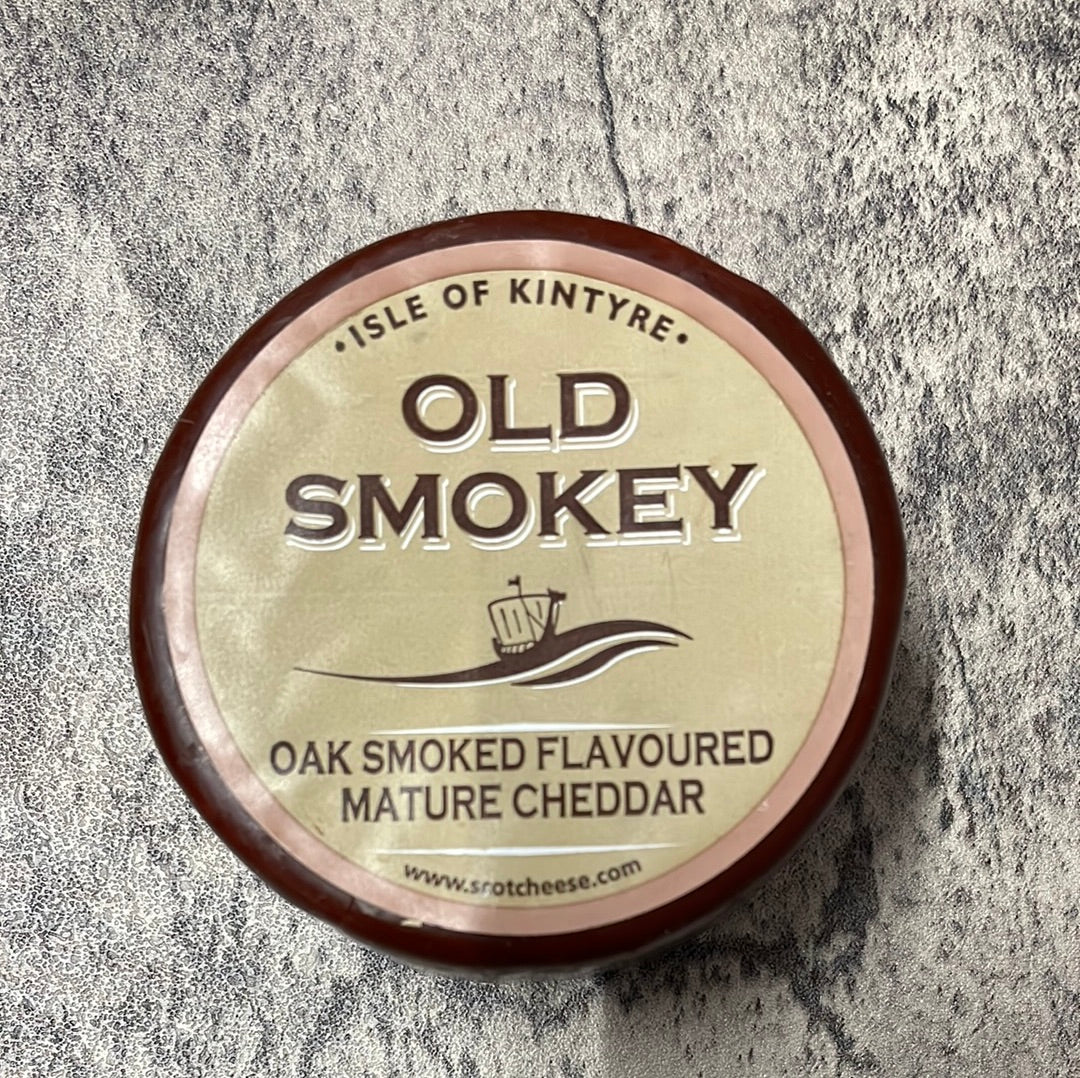 •ISLE OF KINTYRE•
OLD
SMOKEY
OAK SMOKED FLAVOURED
MATURE CHEDDAR
www.scotcheese.com